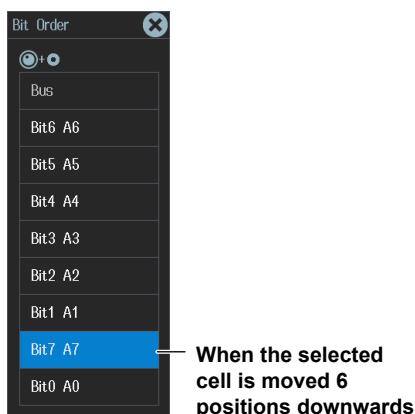 Bit Order
Bus
Bit6 A6
Bit5 A5
Bit4 A4
Bit3 A3
Bit2 A2
Bit1 A1
Bit7 A7
Bit0 A0
When the selected
cell is moved 6
positions downwards